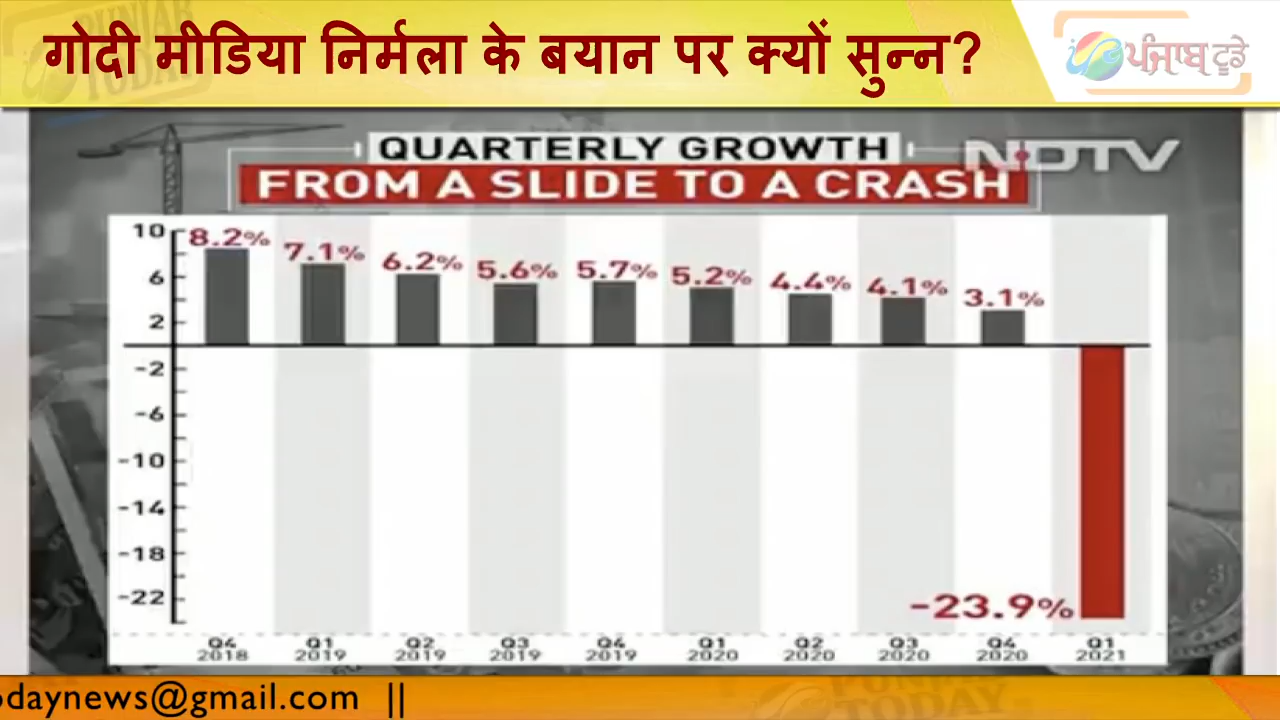 गोदी मीडिया निर्मला के बयान पर क्यों सुन्न?
ਪੰਜਾਬ ਟੂਡੇ
QUARTERLY GROWTH
NDTV
FROM A SLIDE TO A CRASH
10
6
2
-2
-6
-10
-14
-18
-22
8.2%
7.1%
6.2%
5.6%
5.7%
5.2%
4.4%
4.1%
3.1%
-23.9%
Q4 2018
Q1 2019
Q2 2019
Q3 2019
Q4 2019
Q1 2020
Q2 2020
Q3 2020
Q4 2020
Q1 2021
odaynews@gmail.com ||
PUNJAB TODAY